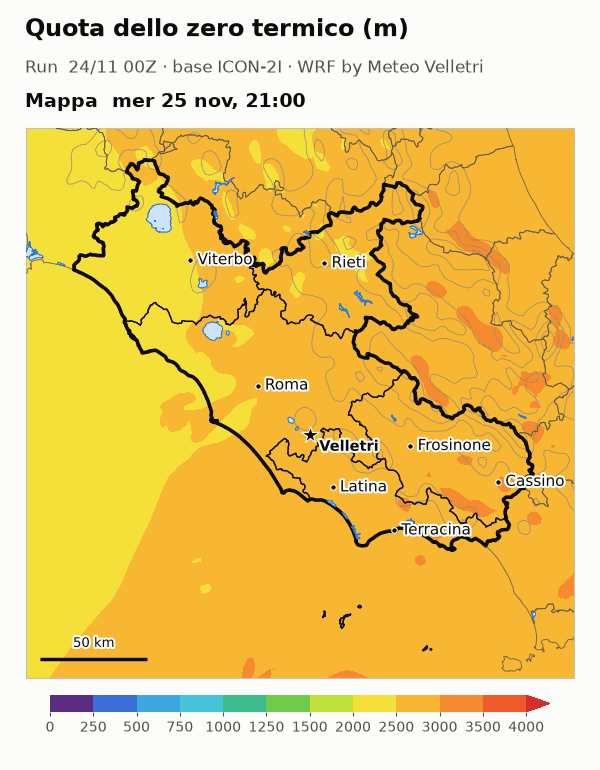 Quota dello zero termico (m)
Run  24/11 00Z · base ICON-2I · WRF by Meteo Velletri
Mappa  mer 25 nov, 21:00
Viterbo
Rieti
Roma
Velletri
Frosinone
Cassino
Latina
Terracina
50 km
0 250 500 750 1000 1250 1500 2000 2500 3000 3500 4000